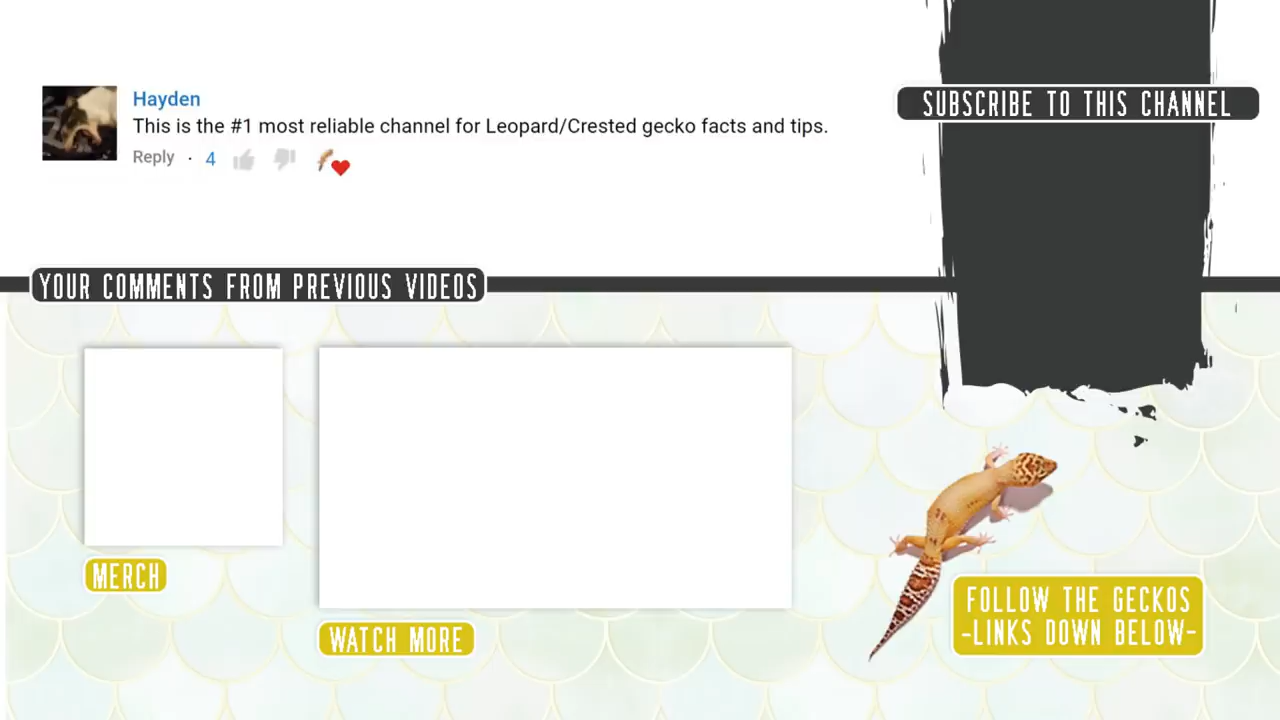 Hayden
This is the #1 most reliable channel for Leopard/Crested gecko facts and tips.
Reply · 4
SUBSCRIBE TO THIS CHANNEL
YOUR COMMENTS FROM PREVIOUS VIDEOS
MERCH
WATCH MORE
FOLLOW THE GECKOS
-LINKS DOWN BELOW-